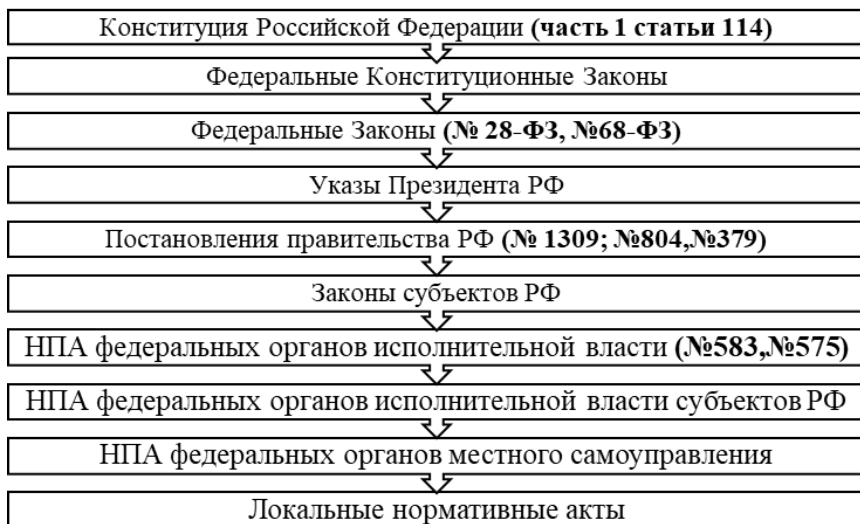 Конституция Российской Федерации (часть 1 статьи 114)
Федеральные Конституционные Законы
Федеральные Законы (№ 28-ФЗ, №68-ФЗ)
Указы Президента РФ
Постановления правительства РФ (№ 1309; №804,№379)
Законы субъектов РФ
НПА федеральных органов исполнительной власти (№583,№575)
НПА федеральных органов исполнительной власти субъектов РФ
НПА федеральных органов местного самоуправления
Локальные нормативные акты